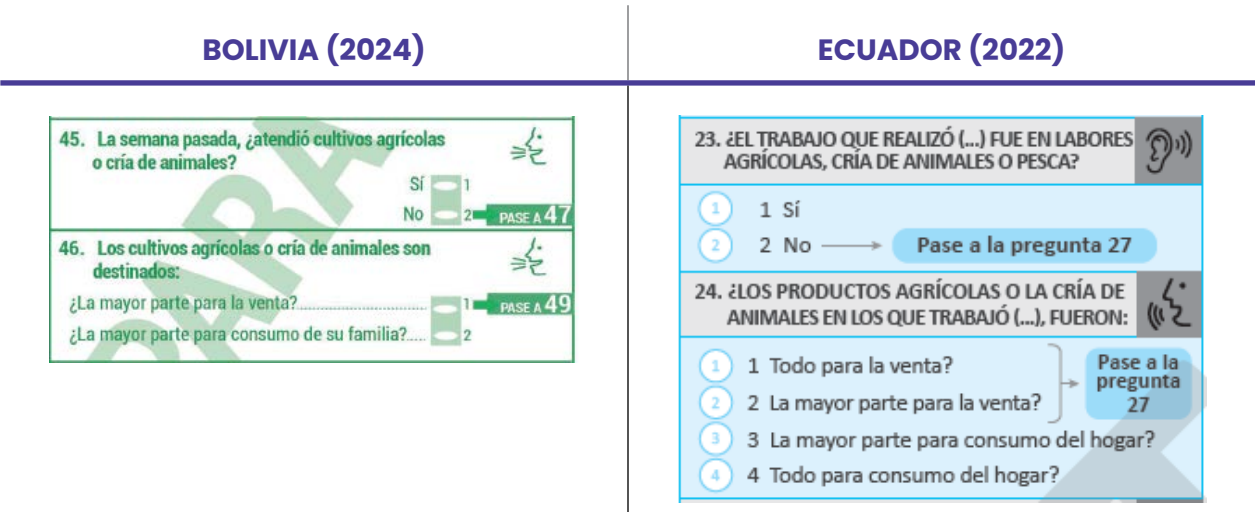 BOLIVIA (2024)
45. La semana pasada, ¿atendió cultivos agrícolas
o cría de animales?
Sí 1
No 2 PASE A 47
46. Los cultivos agrícolas o cría de animales son
destinados:
¿La mayor parte para la venta?.............................. 1 PASE A 49
¿La mayor parte para consumo de su familia?..... 2
PARA
ECUADOR (2022)
23. ¿EL TRABAJO QUE REALIZÓ (...) FUE EN LABORES
AGRÍCOLAS, CRÍA DE ANIMALES O PESCA?
1 1 Sí
2 2 No Pase a la pregunta 27
24. ¿LOS PRODUCTOS AGRÍCOLAS O LA CRÍA DE
ANIMALES EN LOS QUE TRABAJÓ (...), FUERON:
1 1 Todo para la venta?
2 2 La mayor parte para la venta?
Pase a la
pregunta
27
3 3 La mayor parte para consumo del hogar?
4 4 Todo para consumo del hogar?